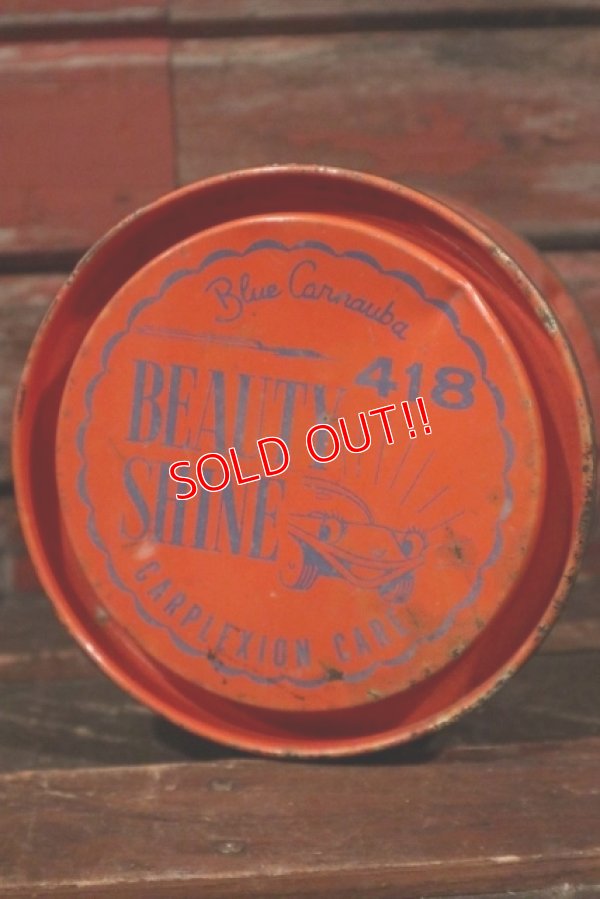 Blue Carnauba
418
BEAUTY
SHINE
SOLD OUT!!
CARPLEXION CARE